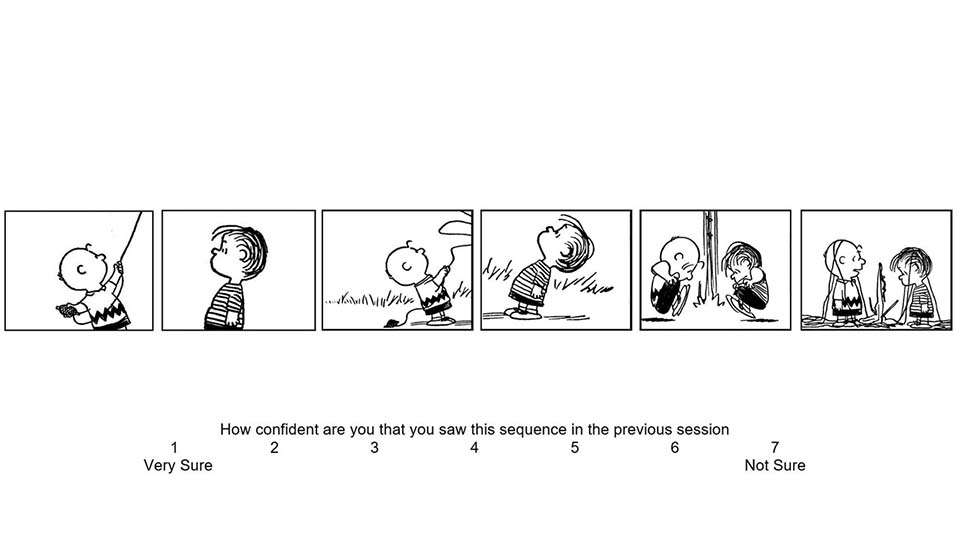 How confident are you that you saw this sequence in the previous session
1 2 3 4 5 6 7
Very Sure Not Sure